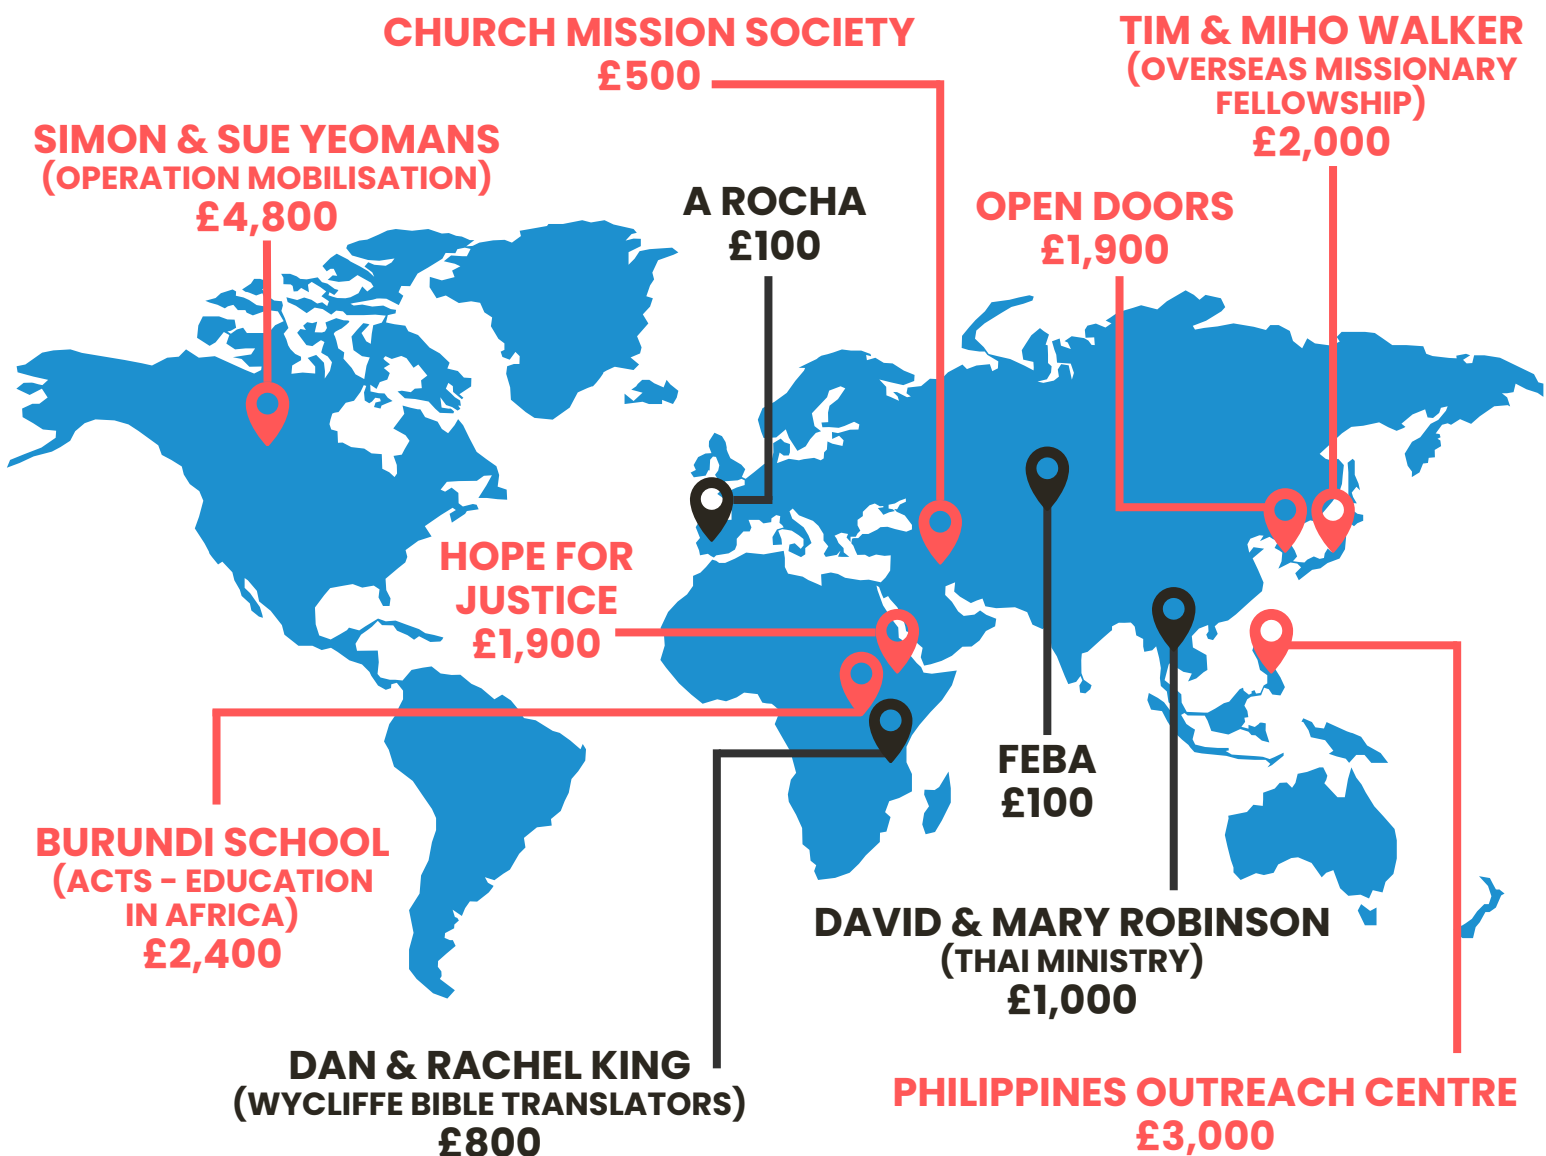 CHURCH MISSION SOCIETY
£500
TIM & MIHO WALKER
(OVERSEAS MISSIONARY
FELLOWSHIP)
£2,000
SIMON & SUE YEOMANS
(OPERATION MOBILISATION)
£4,800
A ROCHA
£100
OPEN DOORS
£1,900
HOPE FOR
JUSTICE
£1,900
FEBA
£100
BURUNDI SCHOOL
(ACTS - EDUCATION
IN AFRICA)
£2,400
DAVID & MARY ROBINSON
(THAI MINISTRY)
£1,000
DAN & RACHEL KING
(WYCLIFFE BIBLE TRANSLATORS)
£800
PHILIPPINES OUTREACH CENTRE
£3,000